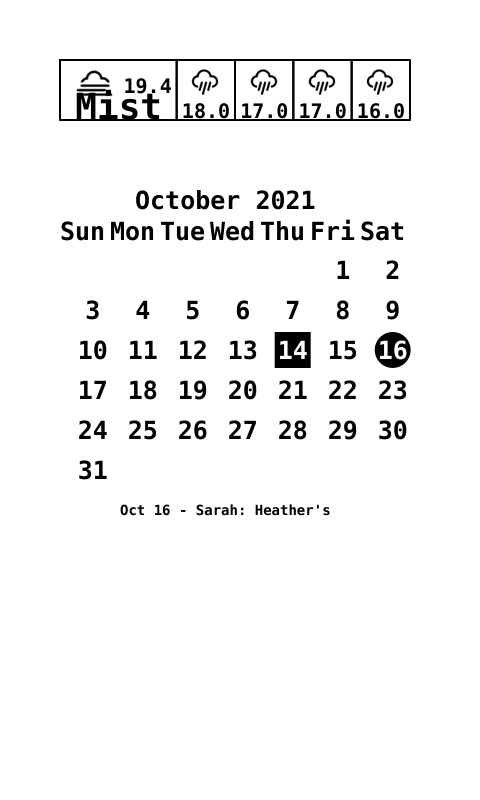 19.4
Mist
18.0 17.0 17.0 16.0
October 2021
Sun Mon Tue Wed Thu Fri Sat
1 2
3 4 5 6 7 8 9
10 11 12 13 14 15 16
17 18 19 20 21 22 23
24 25 26 27 28 29 30
31
Oct 16 - Sarah: Heather's